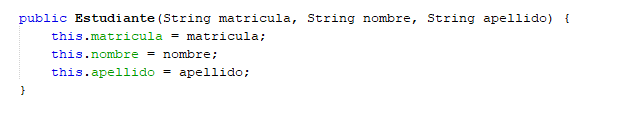 public Estudiante(String matricula, String nombre, String apellido) {
this.matricula = matricula;
this.nombre = nombre;
this.apellido = apellido;
}